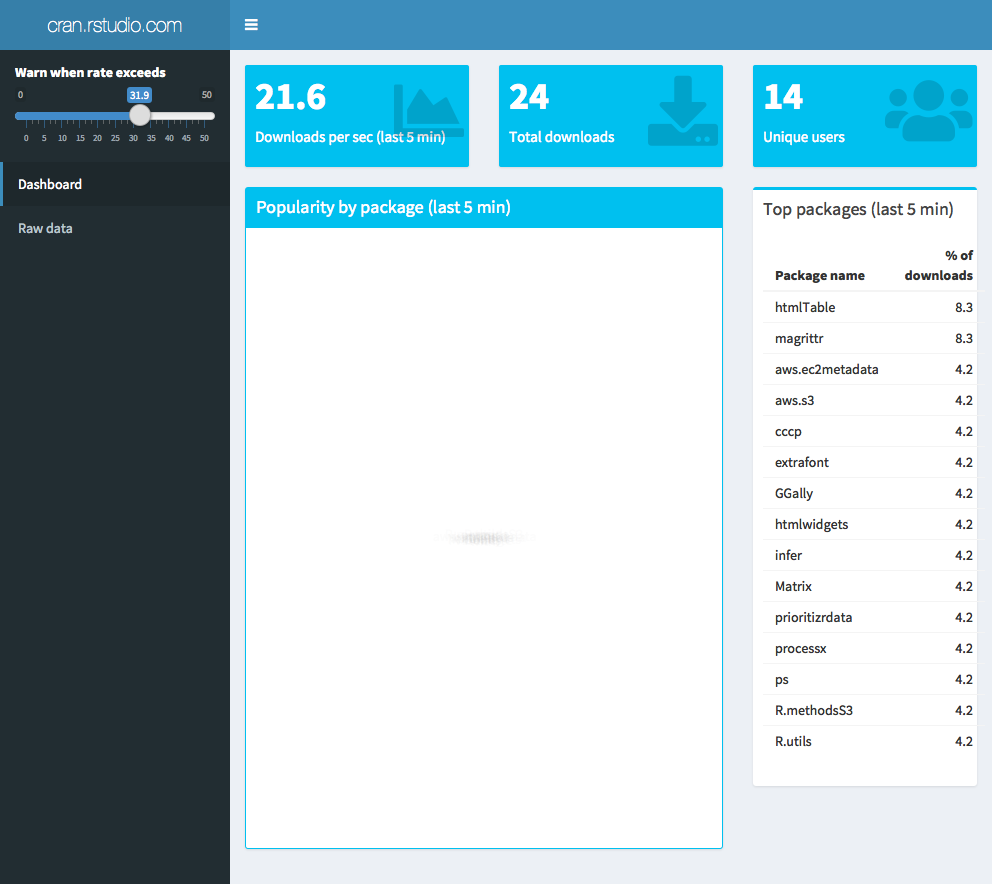 cran.rstudio.com
Warn when rate exceeds
0 31.9 50
0 5 10 15 20 25 30 35 40 45 50
Dashboard
Raw data
21.6
Downloads per sec (last 5 min)
24
Total downloads
14
Unique users
Popularity by package (last 5 min)
Top packages (last 5 min)
% of
Package name downloads
htmlTable 8.3
magrittr 8.3
aws.ec2metadata 4.2
aws.s3 4.2
cccp 4.2
extrafont 4.2
GGally 4.2
htmlwidgets 4.2
infer 4.2
Matrix 4.2
prioritizrdata 4.2
processx 4.2
ps 4.2
R.methodsS3 4.2
R.utils 4.2